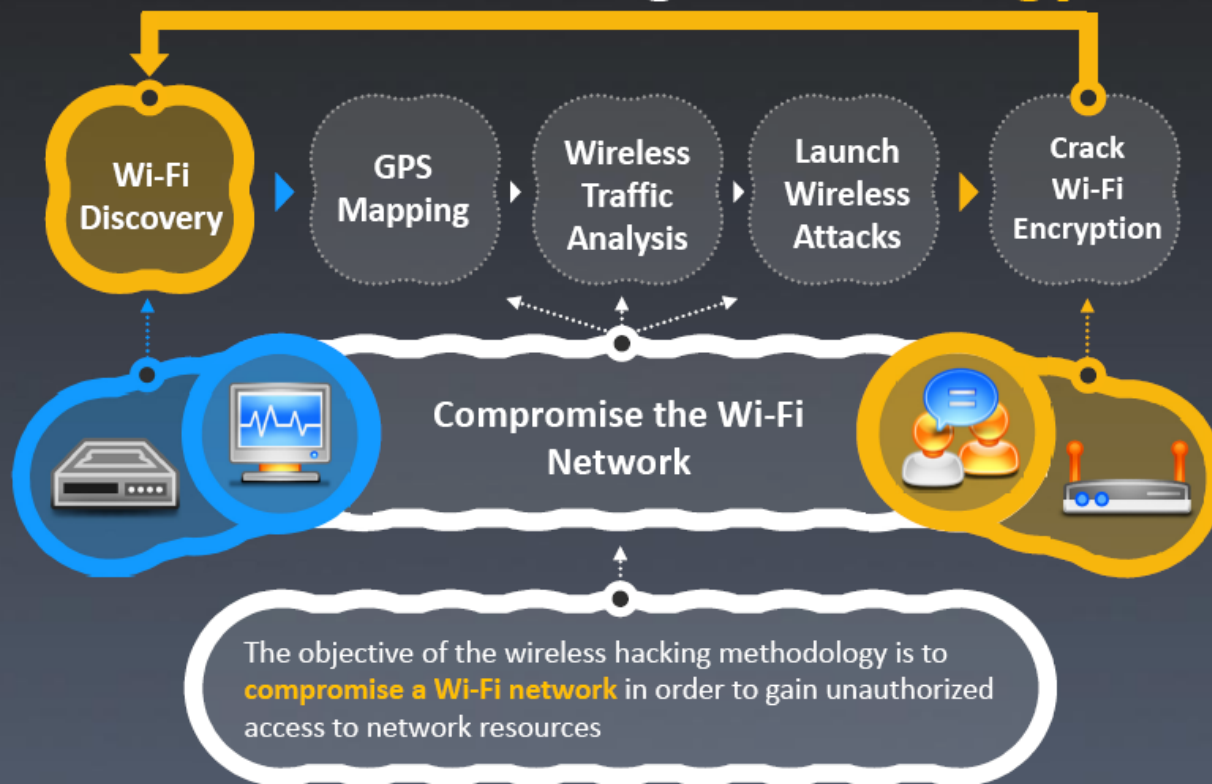 Wi-Fi
Discovery
GPS
Mapping
Wireless
Traffic
Analysis
Launch
Wireless
Attacks
Crack
Wi-Fi
Encryption
Compromise the Wi-Fi
Network
The objective of the wireless hacking methodology is to
compromise a Wi-Fi network in order to gain unauthorized
access to network resources